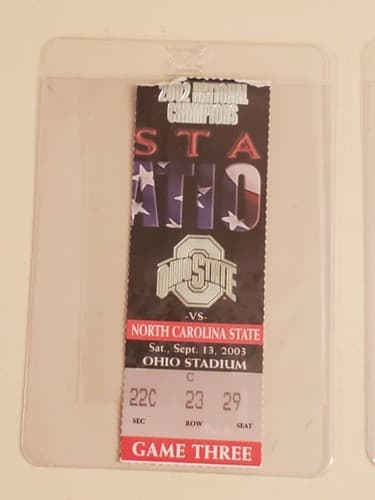 2002 NATIONAL
CHAMPIONS
STA
ATIO
OHIO STATE
-VS-
NORTH CAROLINA STATE
Sat., Sept. 13, 2003
OHIO STADIUM
C
22C 23 29
SEC ROW SEAT
GAME THREE